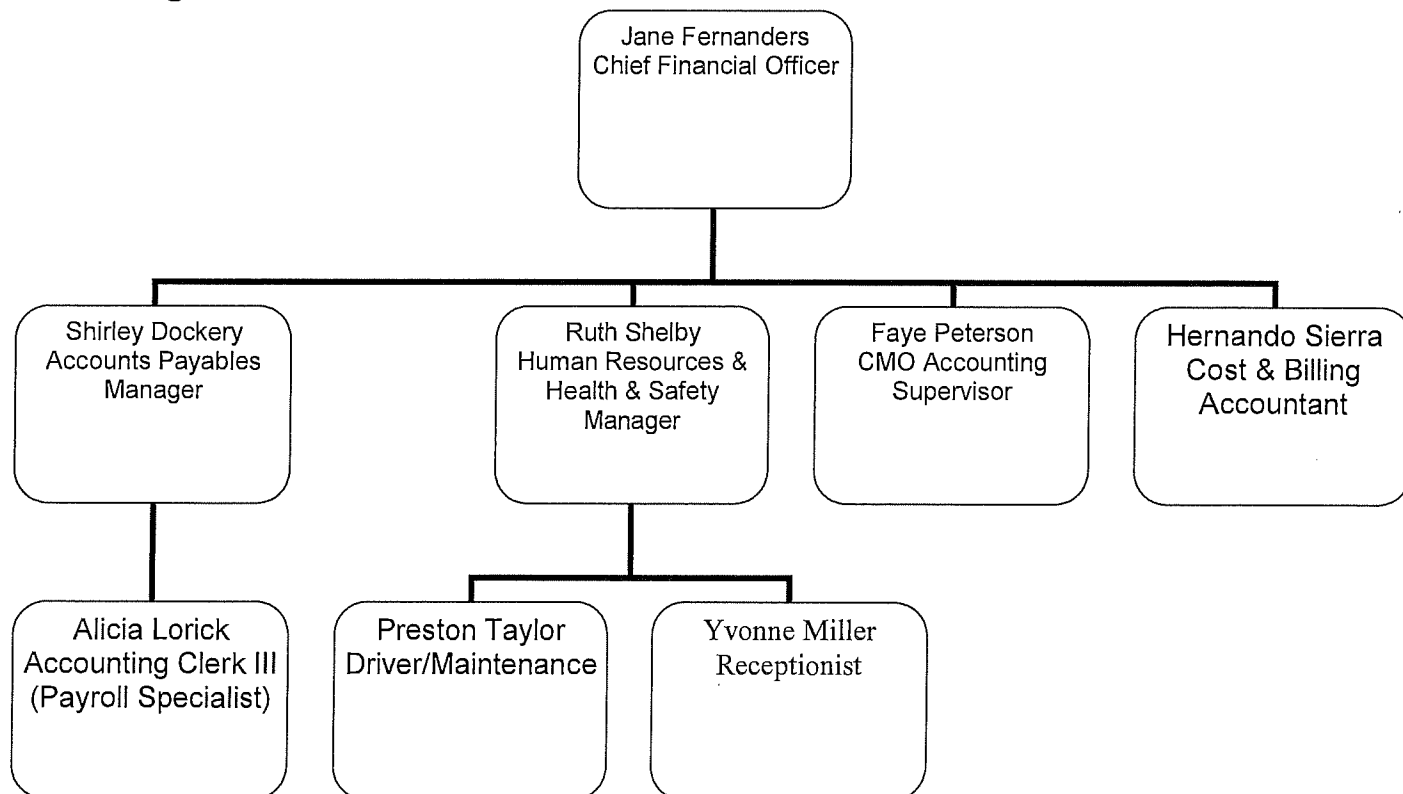 Jane Fernanders
Chief Financial Officer
Shirley Dockery
Accounts Payables
Manager
Ruth Shelby
Human Resources &
Health & Safety
Manager
Faye Peterson
CMO Accounting
Supervisor
Hernando Sierra
Cost & Billing
Accountant
Alicia Lorick
Accounting Clerk III
(Payroll Specialist)
Preston Taylor
Driver/Maintenance
Yvonne Miller
Receptionist